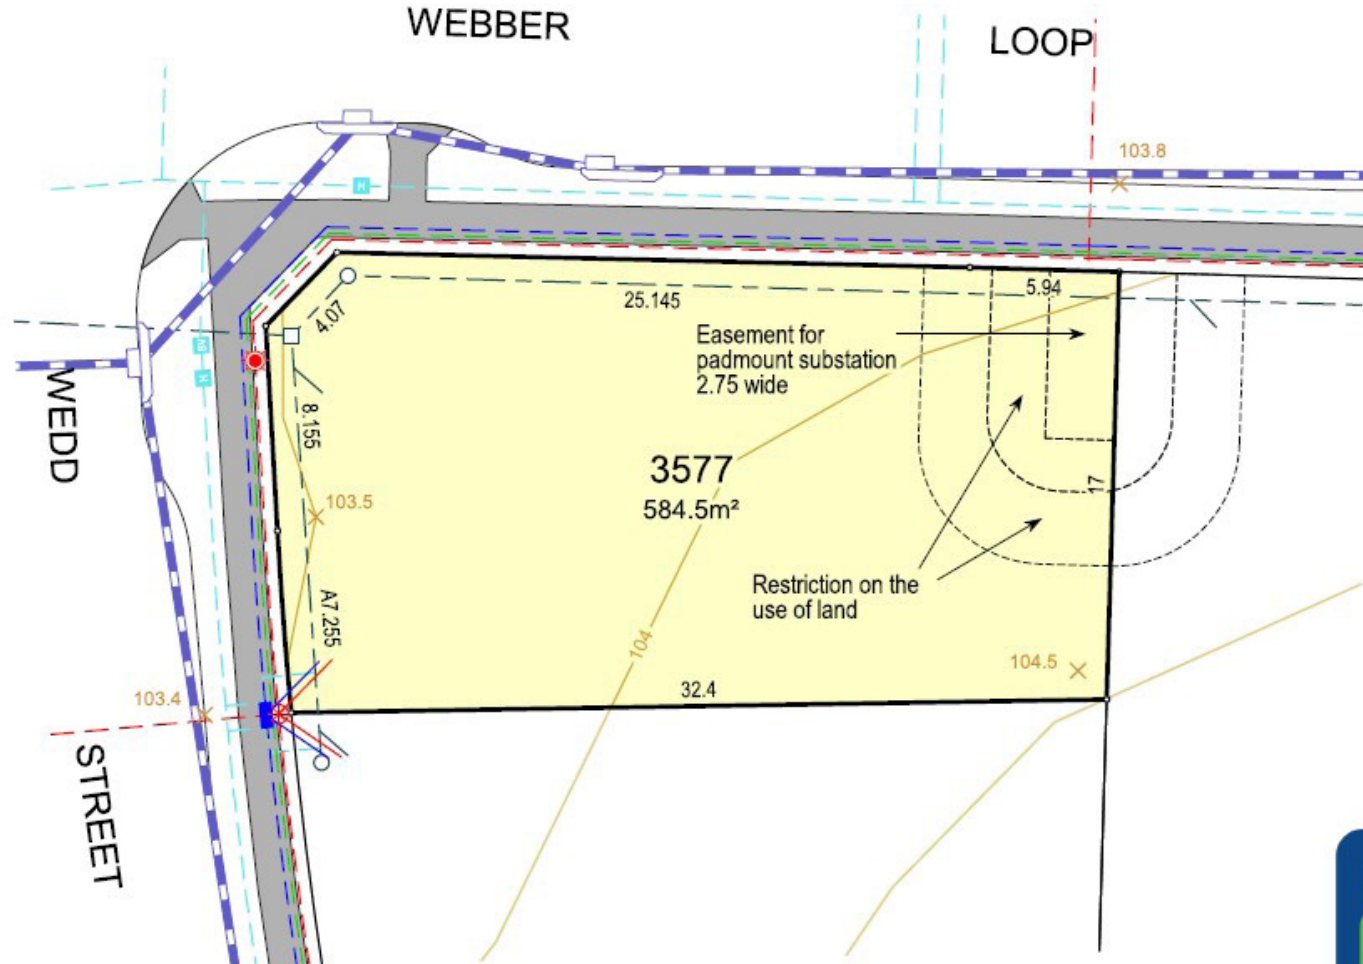 WEBBER
LOOP
103.8
H
5.94
25.145
4.07
Easement for
padmount substation
2.75 wide
SV
H
WEDD
8.155
3577
584.5m²
17
103.5
Restriction on the
use of land
A7.255
104
104.5
103.4
32.4
STREET